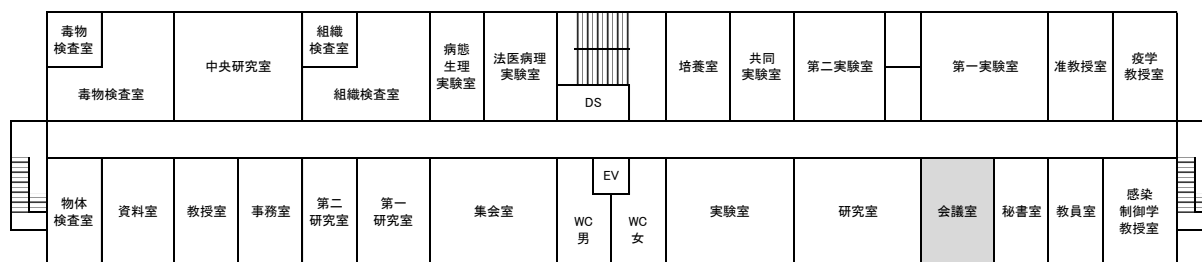 毒物
検査室
毒物検査室
中央研究室
組織
検査室
組織検査室
病態
生理
実験室
法医病理
実験室
DS
培養室
共同
実験室
第二実験室
第一実験室
准教授室
疫学
教授室
物体
検査室
資料室
教授室
事務室
第二
研究室
第一
研究室
集会室
EV
WC
男
WC
女
実験室
研究室
会議室
秘書室
教員室
感染
制御学
教授室